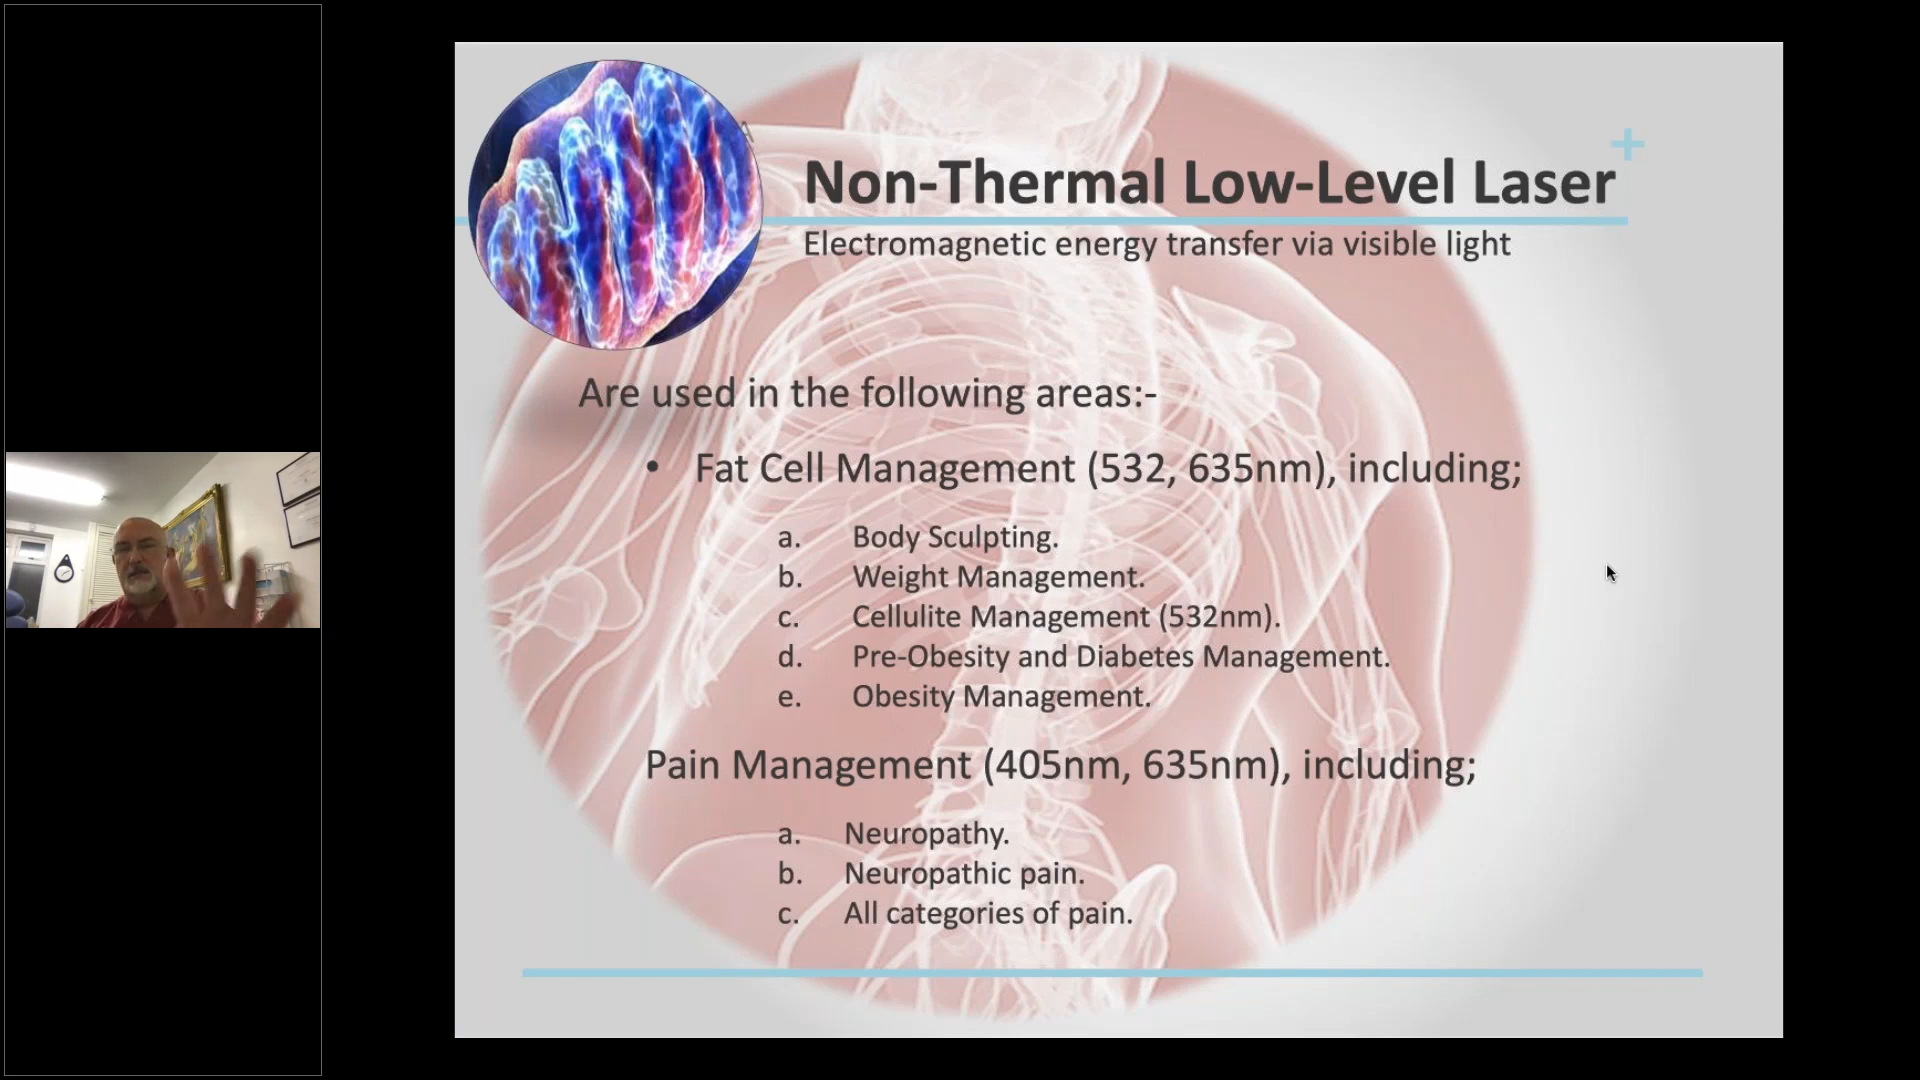 Non-Thermal Low-Level Laser
Electromagnetic energy transfer via visible light
Are used in the following areas:-
• Fat Cell Management (532, 635nm), including;
a. Body Sculpting.
b. Weight Management.
c. Cellulite Management (532nm).
d. Pre-Obesity and Diabetes Management.
e. Obesity Management.
Pain Management (405nm, 635nm), including;
a. Neuropathy.
b. Neuropathic pain.
c. All categories of pain.